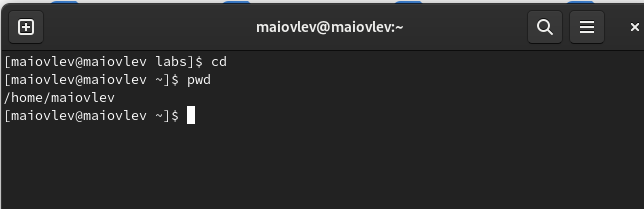 maiovlev@maiovlev:~
[maiovlev@maiovlev labs]$ cd
[maiovlev@maiovlev ~]$ pwd
/home/maiovlev
[maiovlev@maiovlev ~]$